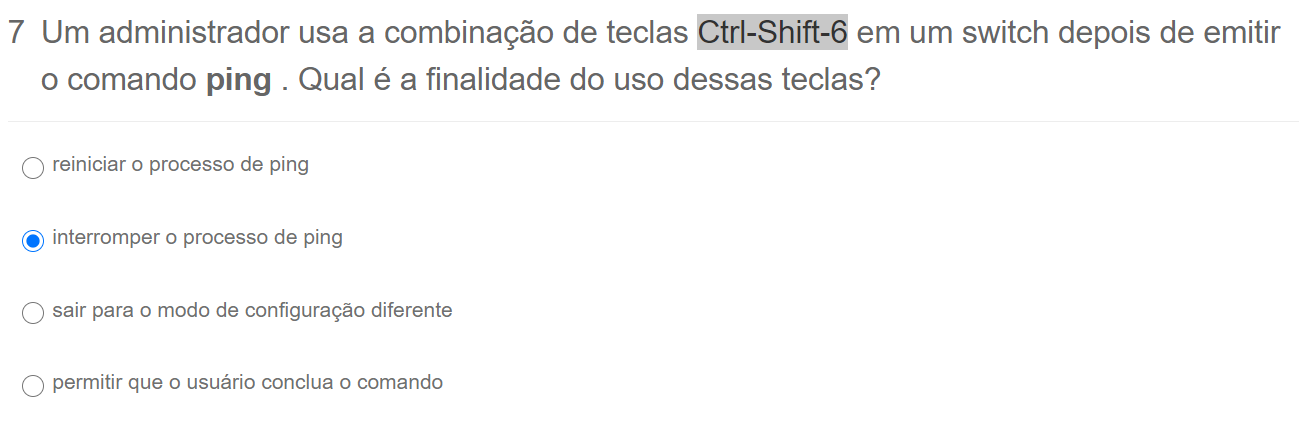 7 Um administrador usa a combinação de teclas Ctrl-Shift-6 em um switch depois de emitir
o comando ping . Qual é a finalidade do uso dessas teclas?
reiniciar o processo de ping
interromper o processo de ping
sair para o modo de configuração diferente
permitir que o usuário conclua o comando